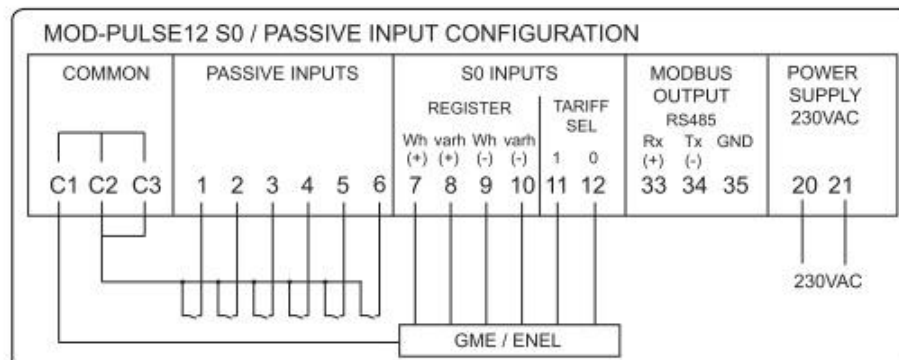 MOD-PULSE12 S0 / PASSIVE INPUT CONFIGURATION
COMMON
C1 C2 C3
PASSIVE INPUTS
1 2 3 4 5 6
S0 INPUTS
REGISTER
Wh varh Wh varh
(+) (+) (-) (-)
7 8 9 10
TARIFF
SEL
1 0
11 12
MODBUS
OUTPUT
RS485
Rx Tx GND
(+) (-)
33 34 35
POWER
SUPPLY
230VAC
20 21
230VAC
GME / ENEL